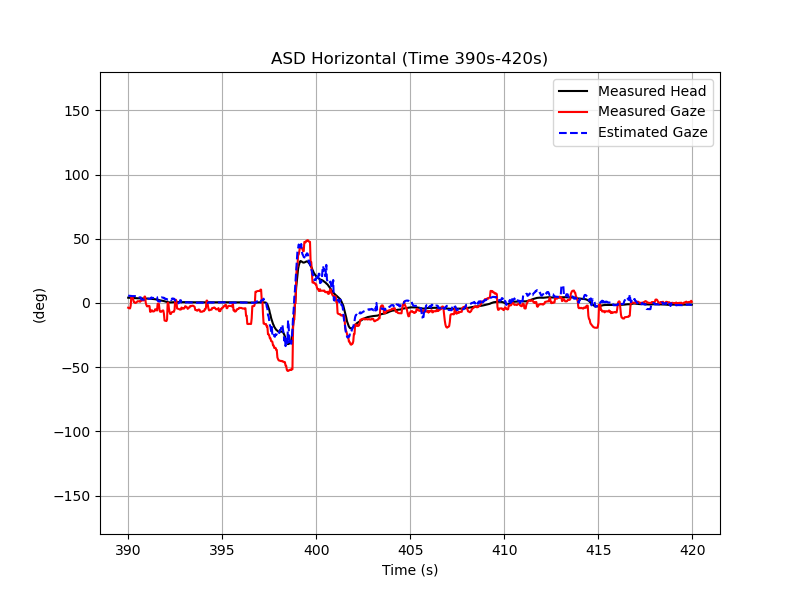 ASD Horizontal (Time 390s-420s)
Measured Head
Measured Gaze
Estimated Gaze
150
100
50
0
−50
−100
−150
(deg)
390 395 400 405 410 415 420
Time (s)